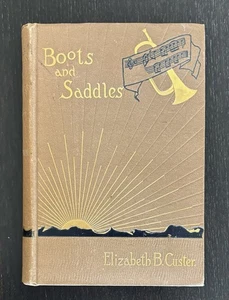 Boots
and
Saddles
Elizabeth B. Custer.